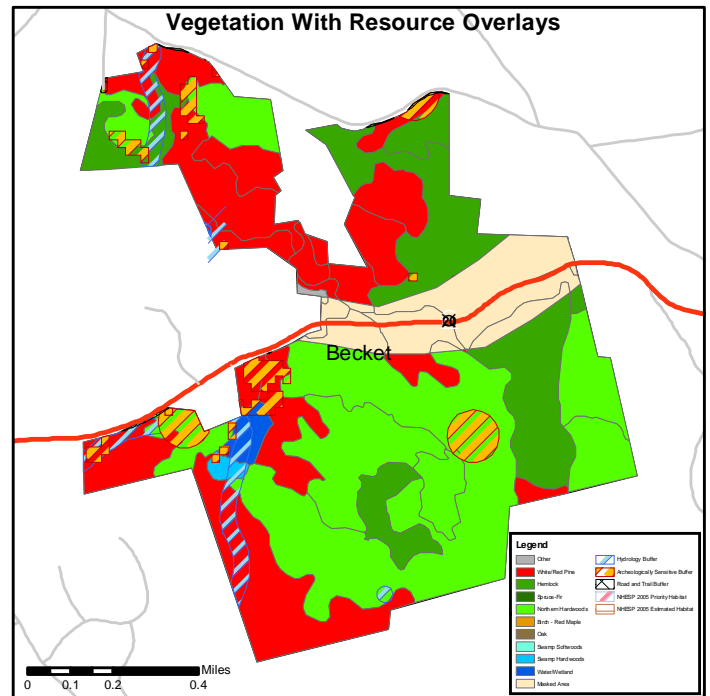 Vegetation With Resource Overlays
20
Becket
Miles
0 0.1 0.2 0.4
Legend
Other
White/Red Pine
Hemlock
Spruce-Fir
Northern Hardwoods
Birch - Red Maple
Oak
Swamp Softwoods
Swamp Hardwoods
Water/Wetland
Masked Area
Hydrology Buffer
Archeologically Sensitive Buffer
Road and Trail Buffer
NHESP 2005 Priority Habitat
NHESP 2005 Estimated Habitat